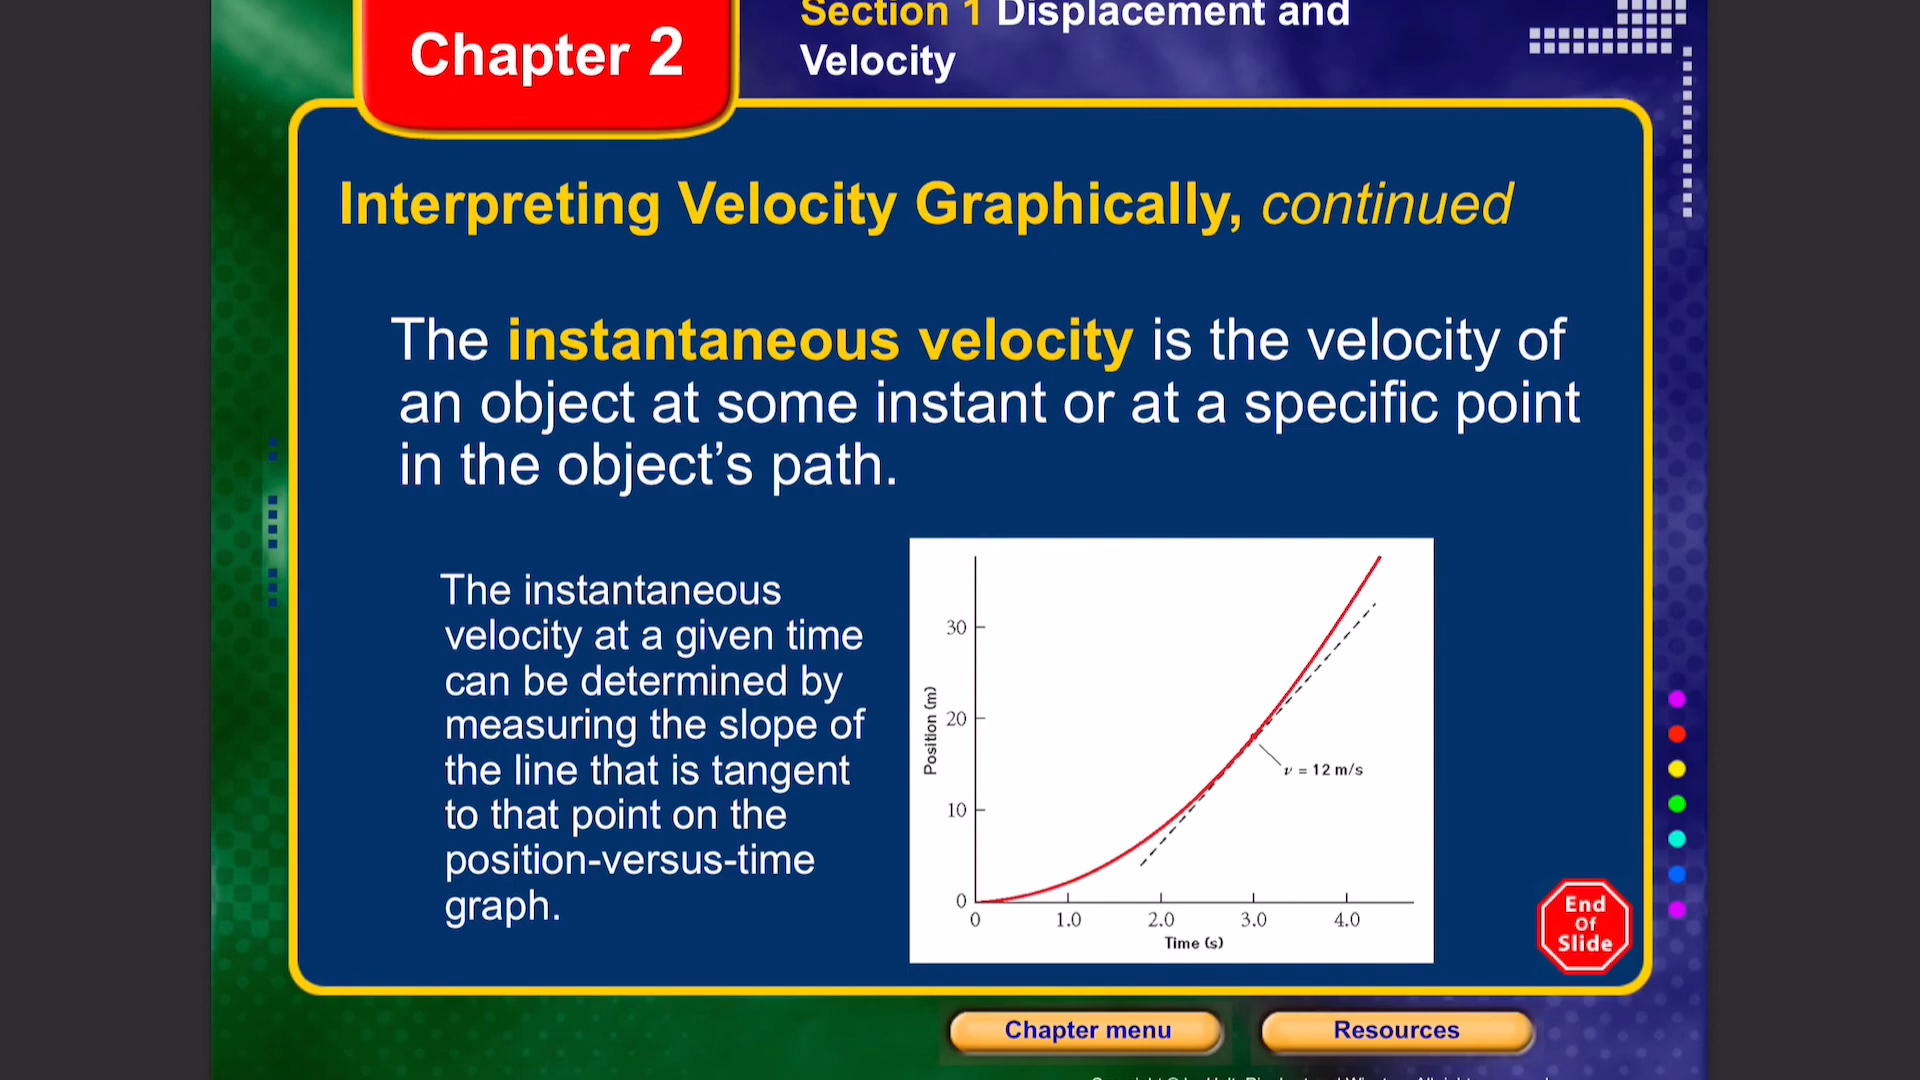 Chapter 2
Section 1 Displacement and
Velocity
Interpreting Velocity Graphically, continued
The instantaneous velocity is the velocity of
an object at some instant or at a specific point
in the object’s path.
The instantaneous
velocity at a given time
can be determined by
measuring the slope of
the line that is tangent
to that point on the
position-versus-time
graph.
Position (m)
30
20
10
0
v = 12 m/s
0 1.0 2.0 3.0 4.0
Time (s)
End
Of
Slide
Chapter menu
Resources